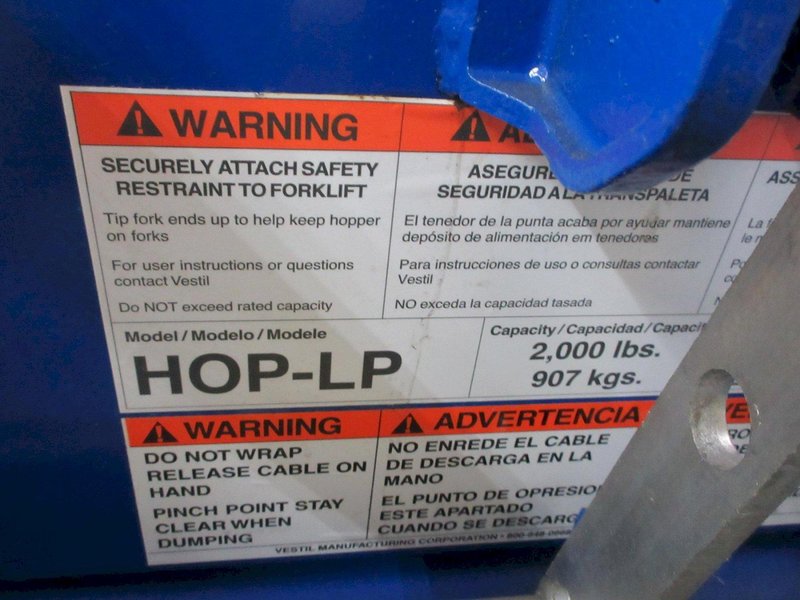 WARNING
SECURELY ATTACH SAFETY
RESTRAINT TO FORKLIFT
Tip fork ends up to help keep hopper
on forks
For user instructions or questions
contact Vestil
Do NOT exceed rated capacity
SEGURIDAD A LA TRANSPALETA
El tenedor de la punta acaba por ayudar mantiene
depósito de alimentación em tenedores
Para instrucciones de uso o consultas contactar
Vestil
NO exceda la capacidad tasada
La
Model / Modelo / Modele
HOP-LP
Capacity / Capacidad /
2,000 lbs.
907 kgs.
WARNING
DO NOT WRAP
RELEASE CABLE ON
HAND
PINCH POINT STAY
CLEAR WHEN
DUMPING
ADVERTENCIA
NO ENREDE EL CABLE
DE DESCARGA EN LA
MANO
EL PUNTO DE
ESTE APARTADO
CUANDO SE
VESTIL MANUFACTURING CORPORATION •